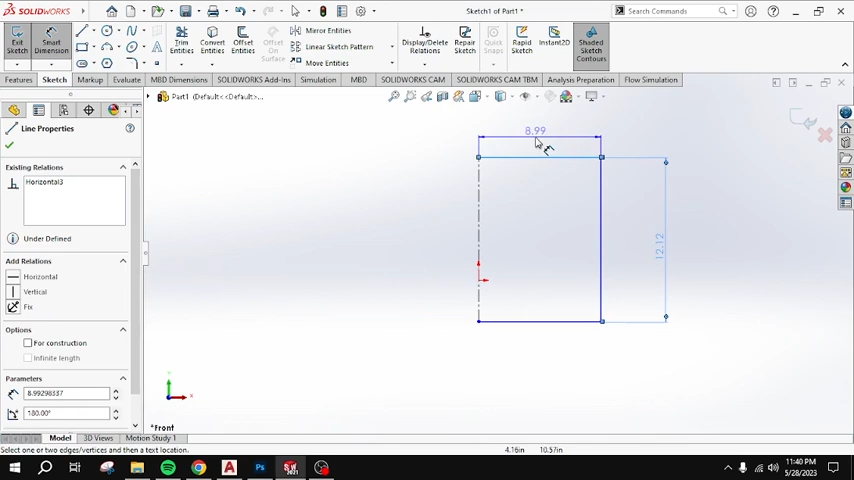 SOLIDWORKS
Sketch1 of Part1 *
Search Commands
Exit Sketch
Smart Dimension
Trim Entities
Convert Entities
Offset Entities
Offset On Surface
Mirror Entities
Linear Sketch Pattern
Move Entities
Display/Delete Relations
Repair Sketch
Quick Snaps
Rapid Sketch
Instant2D
Shaded Sketch Contours
Features
Sketch
Markup
Evaluate
MBD Dimensions
SOLIDWORKS Add-Ins
Simulation
MBD
SOLIDWORKS CAM
SOLIDWORKS CAM TBM
Analysis Preparation
Flow Simulation
Part1 (Default<<Default>...
Line Properties
Existing Relations
Horizontal3
Under Defined
Add Relations
Horizontal
Vertical
Fix
Options
For construction
Infinite length
Parameters
8.99298337
180.00°
8.99
12.12
Y
X
*Front
Model
3D Views
Motion Study 1
Select one or two edges/vertices and then a text location.
4.16in
10.57in
11:40 PM
5/28/2023